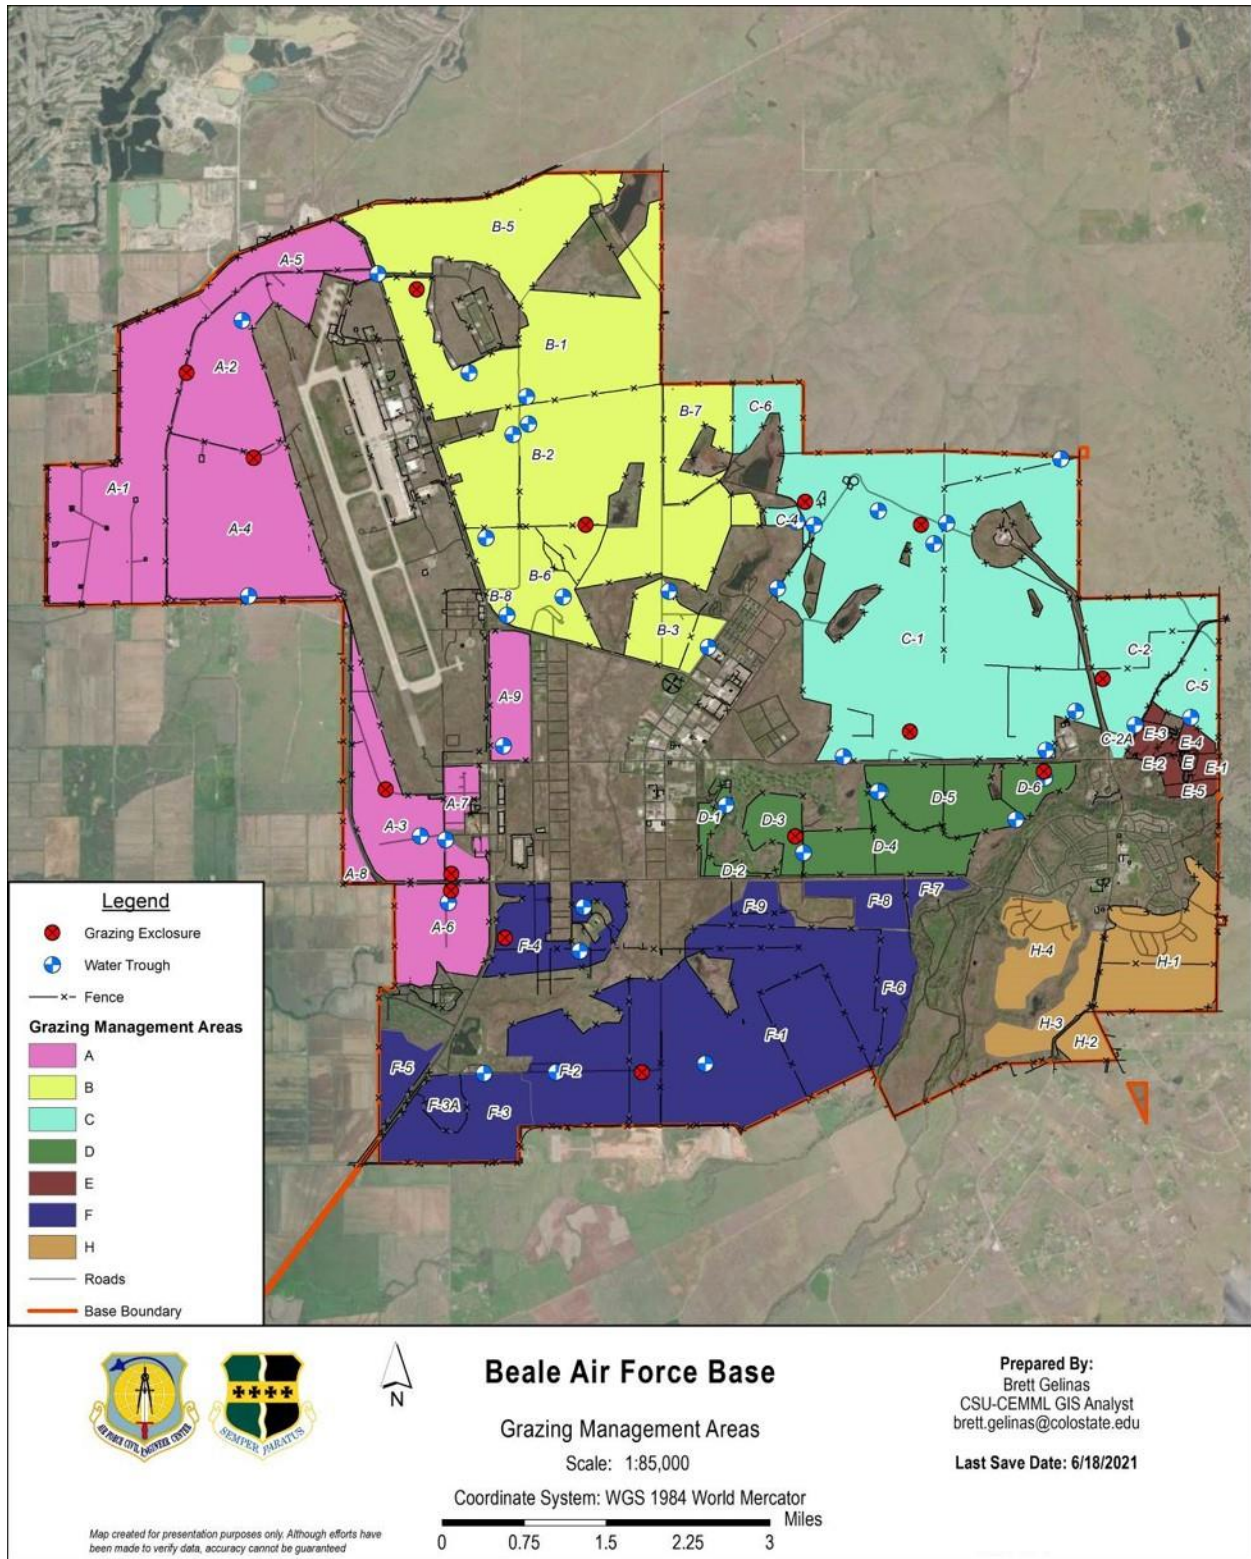 B-5
A-5
B-1
A-2
B-7
C-6
B-2
A-1
C-4
A-4
B-6
B-8
B-3
C-1
C-2
A-9
C-5
C-2A
E-3
E-4
E-2
E
E-1
E-5
D-6
A-7
D-5
D-1
A-3
D-3
D-4
D-2
A-8
F-7
F-9
F-8
A-6
F-4
H-4
H-1
F-6
F-1
H-3
H-2
F-5
F-2
F-3A
F-3
Legend
Grazing Exclosure
Water Trough
Fence
Grazing Management Areas
A
B
C
D
E
F
H
Roads
Base Boundary
AIR FORCE CIVIL ENGINEER CENTER
SEMPER PARATUS
N
Beale Air Force Base
Grazing Management Areas
Scale: 1:85,000
Coordinate System: WGS 1984 World Mercator
Miles
0 0.75 1.5 2.25 3
Prepared By:
Brett Gelinas
CSU-CEMML GIS Analyst
brett.gelinas@colostate.edu
Last Save Date: 6/18/2021
Map created for presentation purposes only. Although efforts have
been made to verify data, accuracy cannot be guaranteed